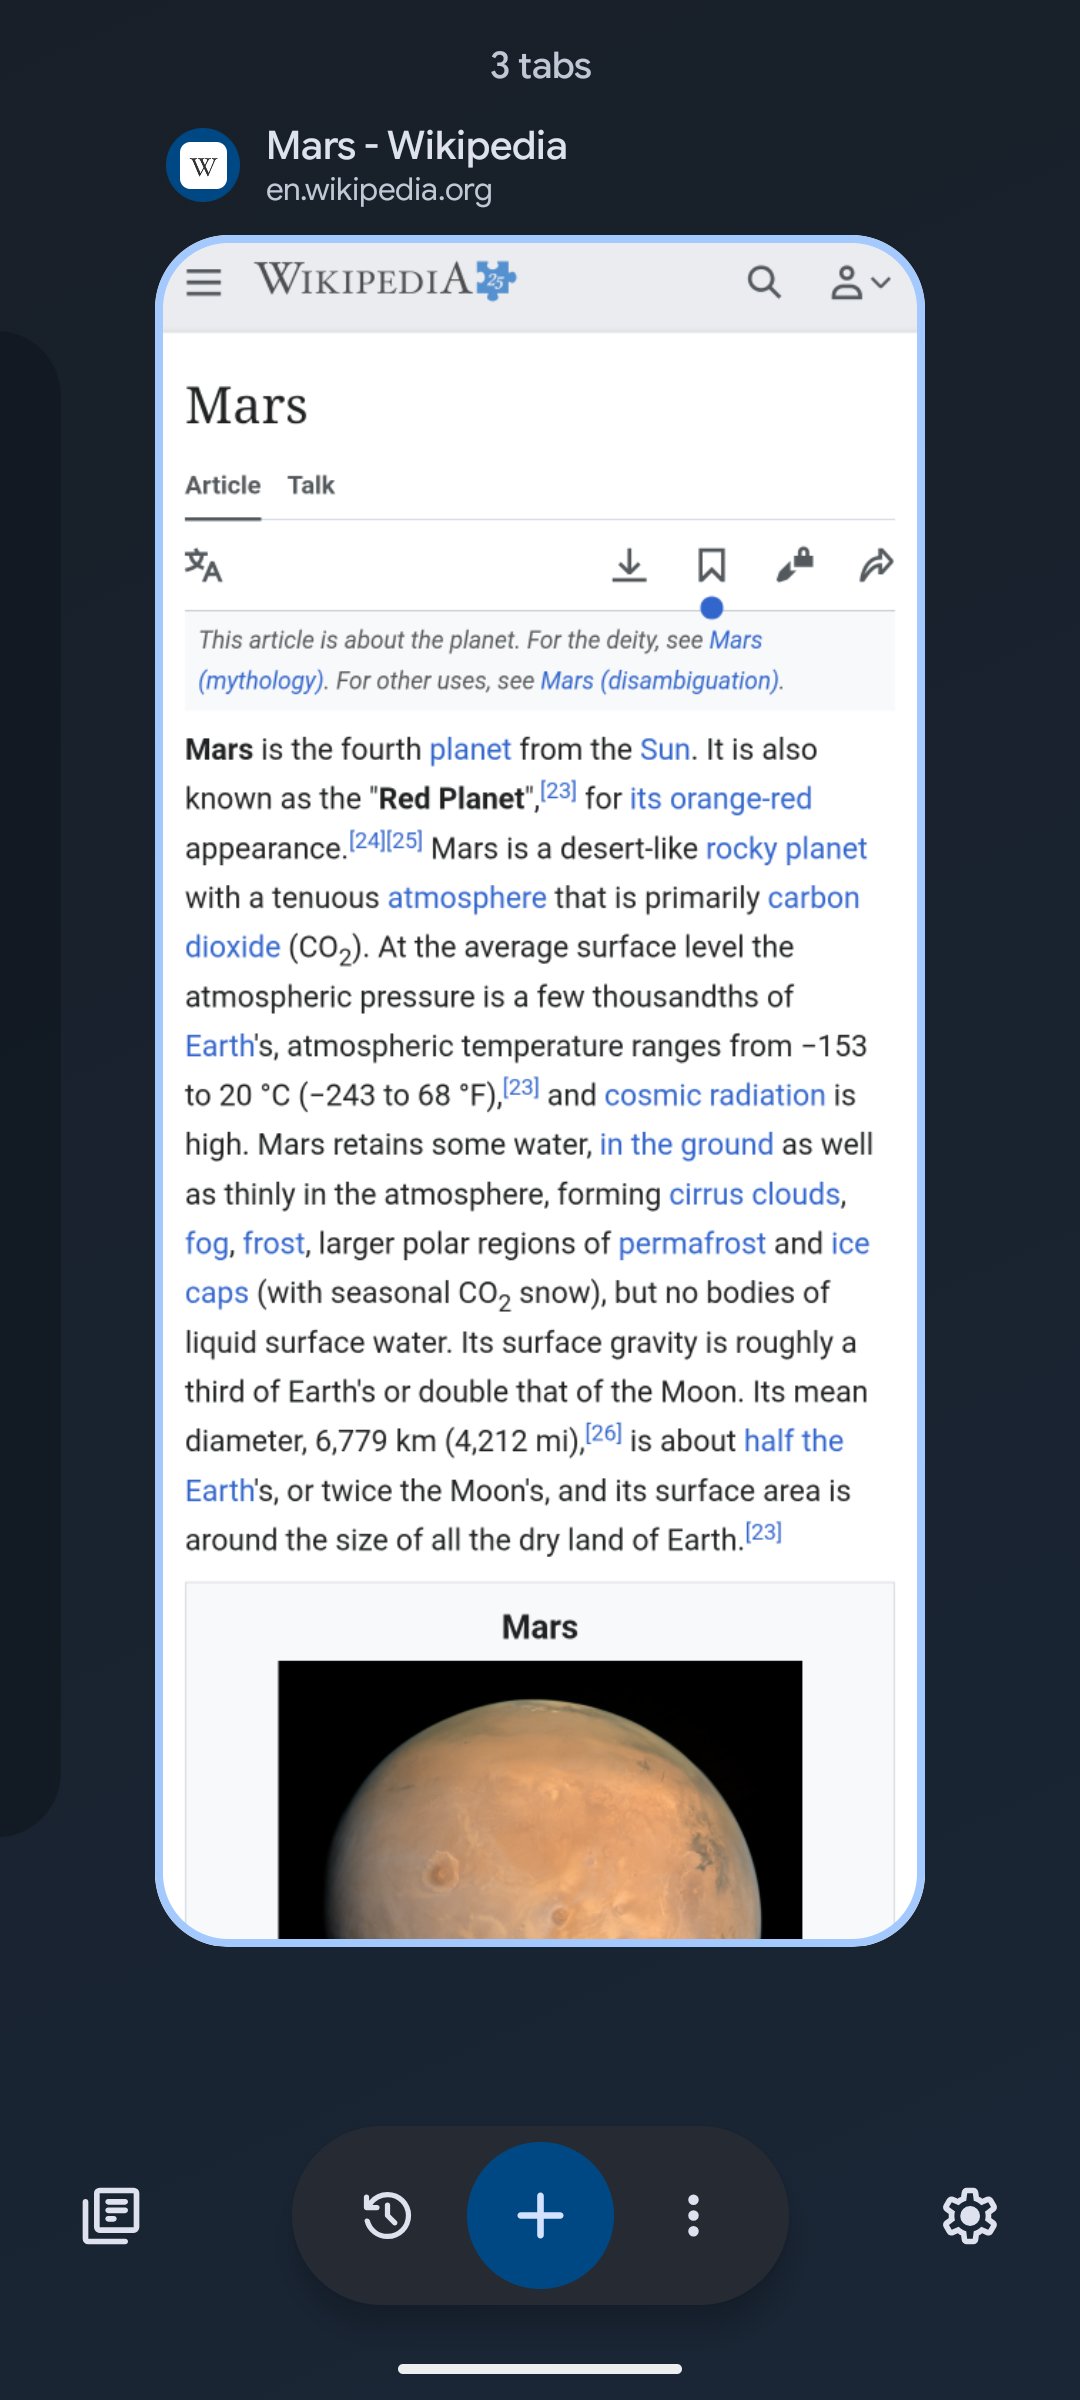 3 tabs
W
Mars - Wikipedia
en.wikipedia.org
WIKIPEDIA 25
Mars
Article Talk
This article is about the planet. For the deity, see Mars
(mythology). For other uses, see Mars (disambiguation).
Mars is the fourth planet from the Sun. It is also
known as the "Red Planet",[23] for its orange-red
appearance.[24][25] Mars is a desert-like rocky planet
with a tenuous atmosphere that is primarily carbon
dioxide (CO₂). At the average surface level the
atmospheric pressure is a few thousandths of
Earth's, atmospheric temperature ranges from −153
to 20 °C (−243 to 68 °F),[23] and cosmic radiation is
high. Mars retains some water, in the ground as well
as thinly in the atmosphere, forming cirrus clouds,
fog, frost, larger polar regions of permafrost and ice
caps (with seasonal CO₂ snow), but no bodies of
liquid surface water. Its surface gravity is roughly a
third of Earth's or double that of the Moon. Its mean
diameter, 6,779 km (4,212 mi),[26] is about half the
Earth's, or twice the Moon's, and its surface area is
around the size of all the dry land of Earth.[23]
Mars